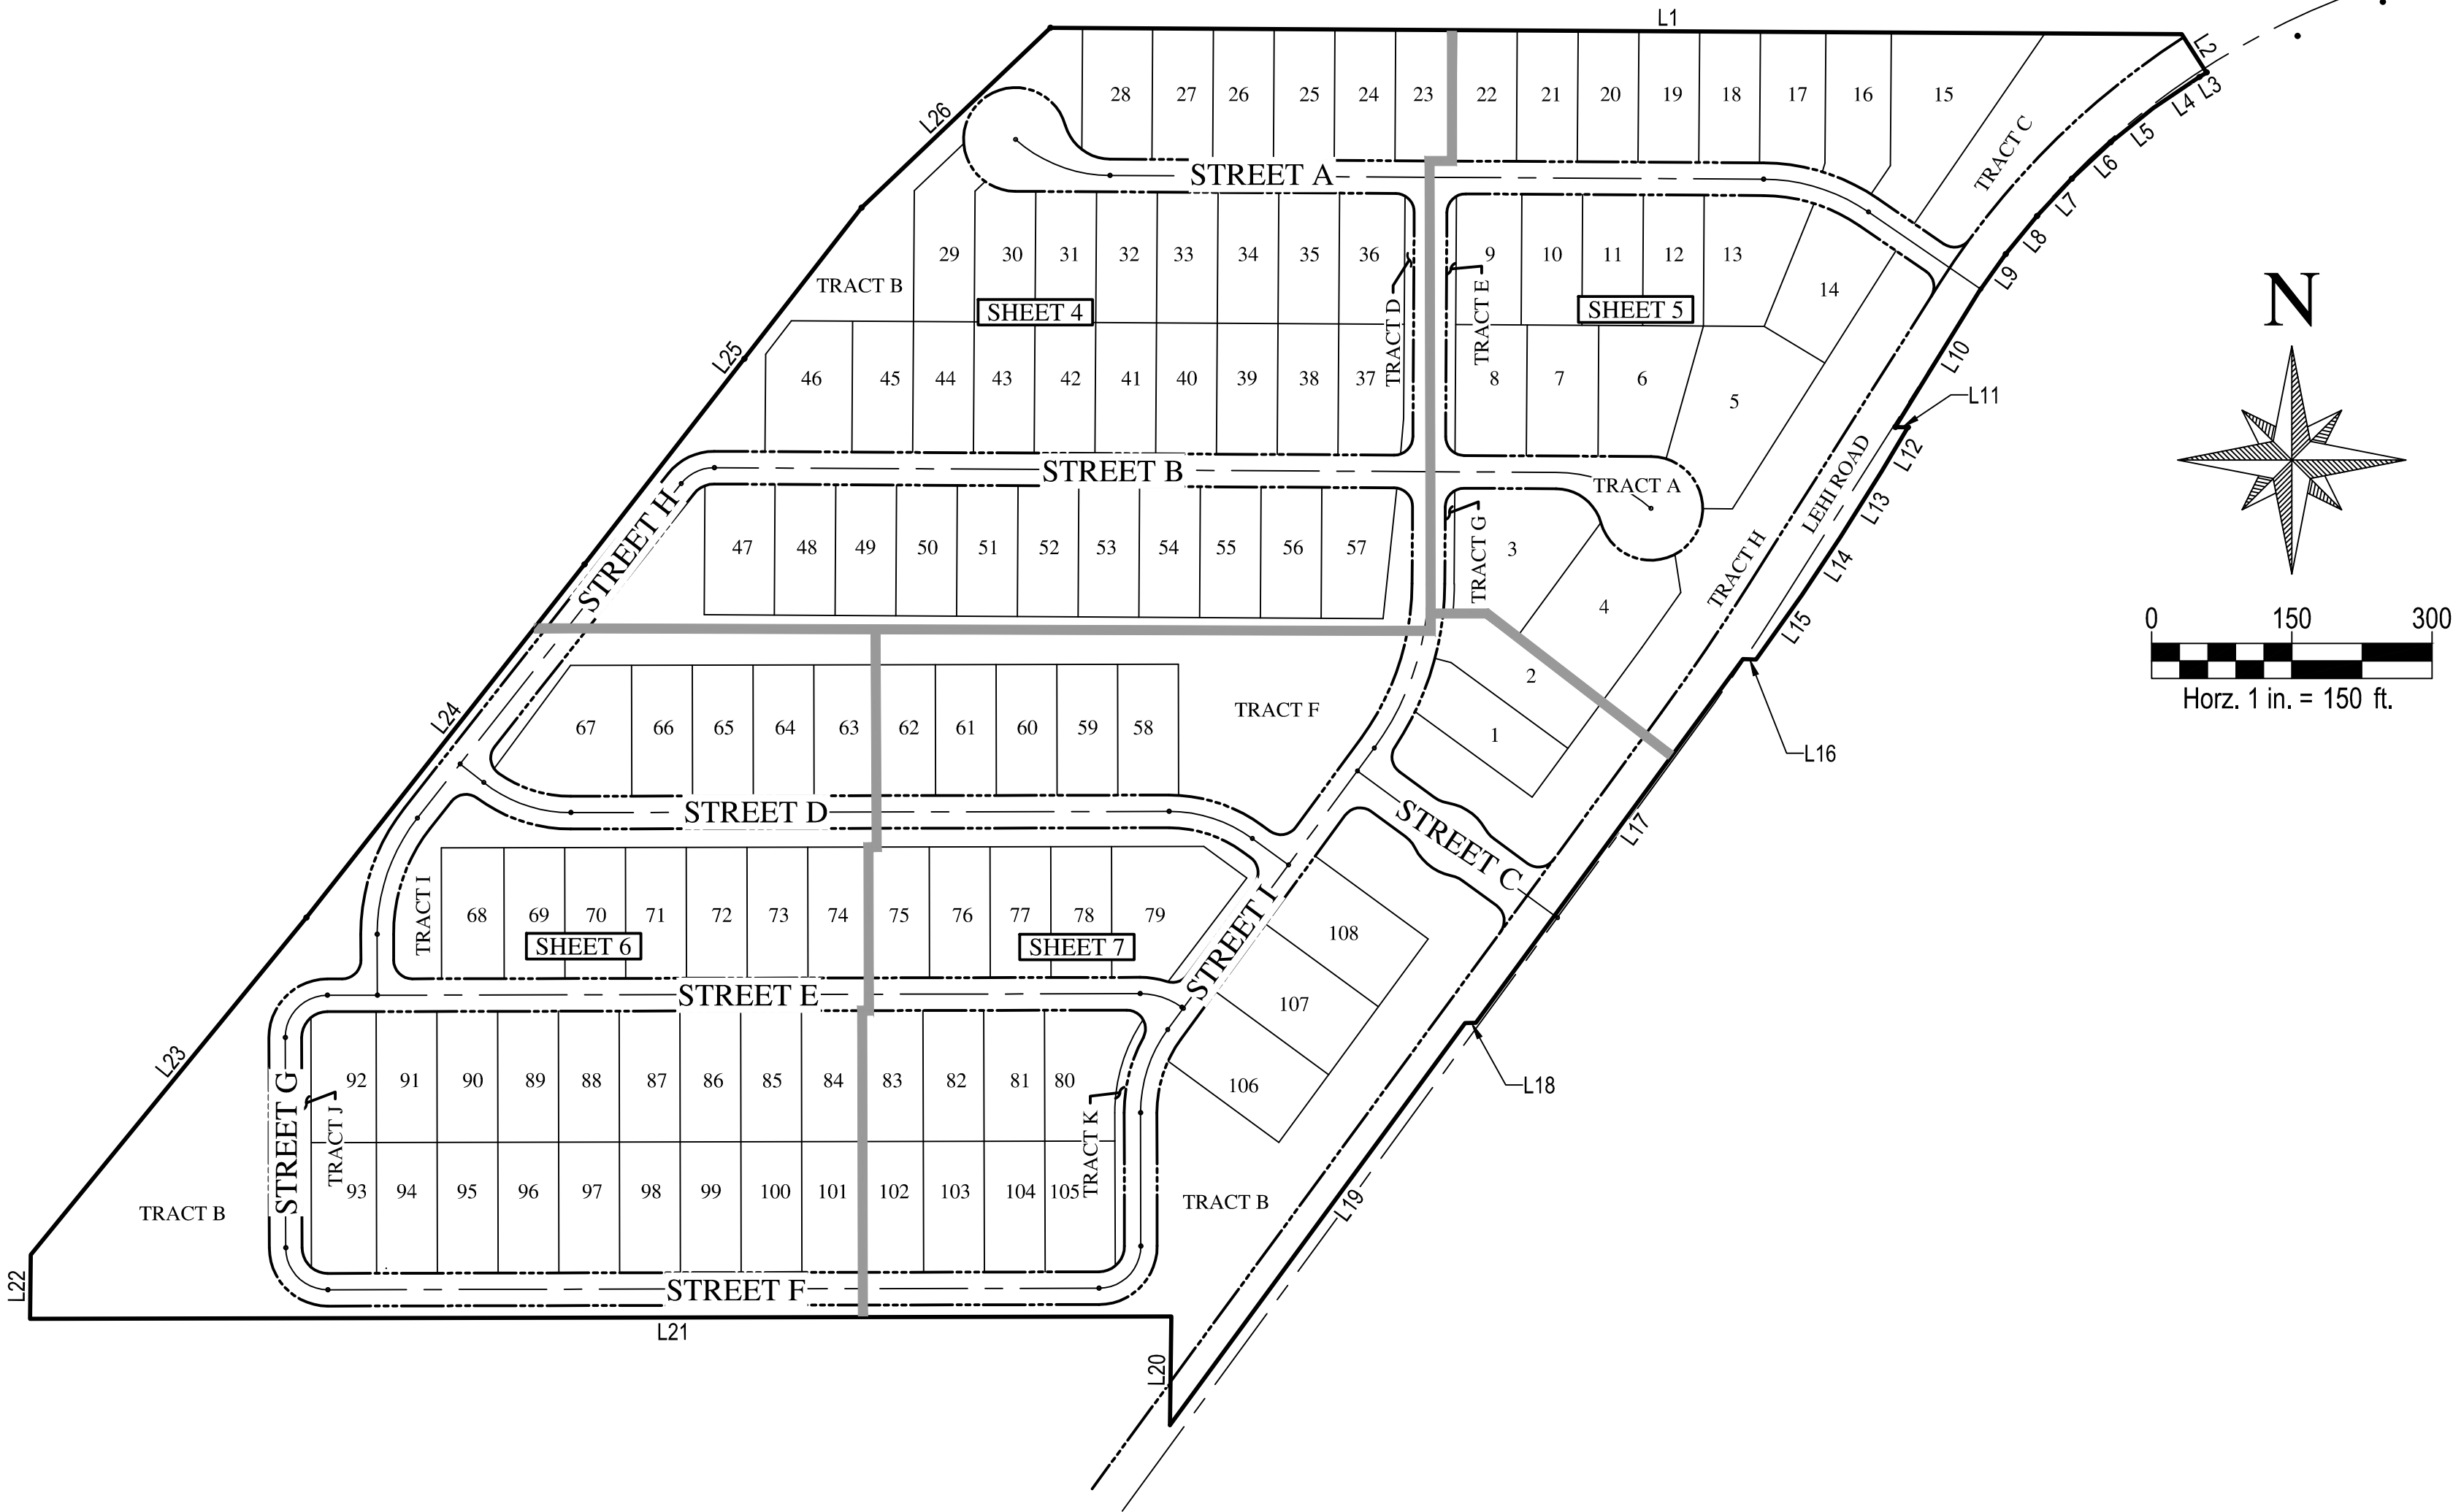 L1
L2
L3
L4
L5
L6
L7
L8
L9
L10
L11
L12
L13
L14
L15
L16
L17
L18
L19
L20
L21
L22
L23
L24
L25
L26
28 27 26 25 24 23 22 21 20 19 18 17 16 15
TRACT C
STREET A
29 30 31 32 33 34 35 36 9 10 11 12 13 14
TRACT B
SHEET 4
TRACT D
TRACT E
SHEET 5
46 45 44 43 42 41 40 39 38 37 8 7 6 5
STREET B
TRACT A
LEHI ROAD
STREET H
47 48 49 50 51 52 53 54 55 56 57 3
TRACT G
TRACT H
4
2
1
67 66 65 64 63 62 61 60 59 58
TRACT F
STREET D
STREET C
TRACT I
68 69 70 71 72 73 74 75 76 77 78 79
SHEET 6
SHEET 7
STREET I
108
107
106
STREET E
92 91 90 89 88 87 86 85 84 83 82 81 80
STREET G
TRACT J
TRACT K
93 94 95 96 97 98 99 100 101 102 103 104 105
TRACT B
TRACT B
STREET F
N
0 150 300
Horz. 1 in. = 150 ft.